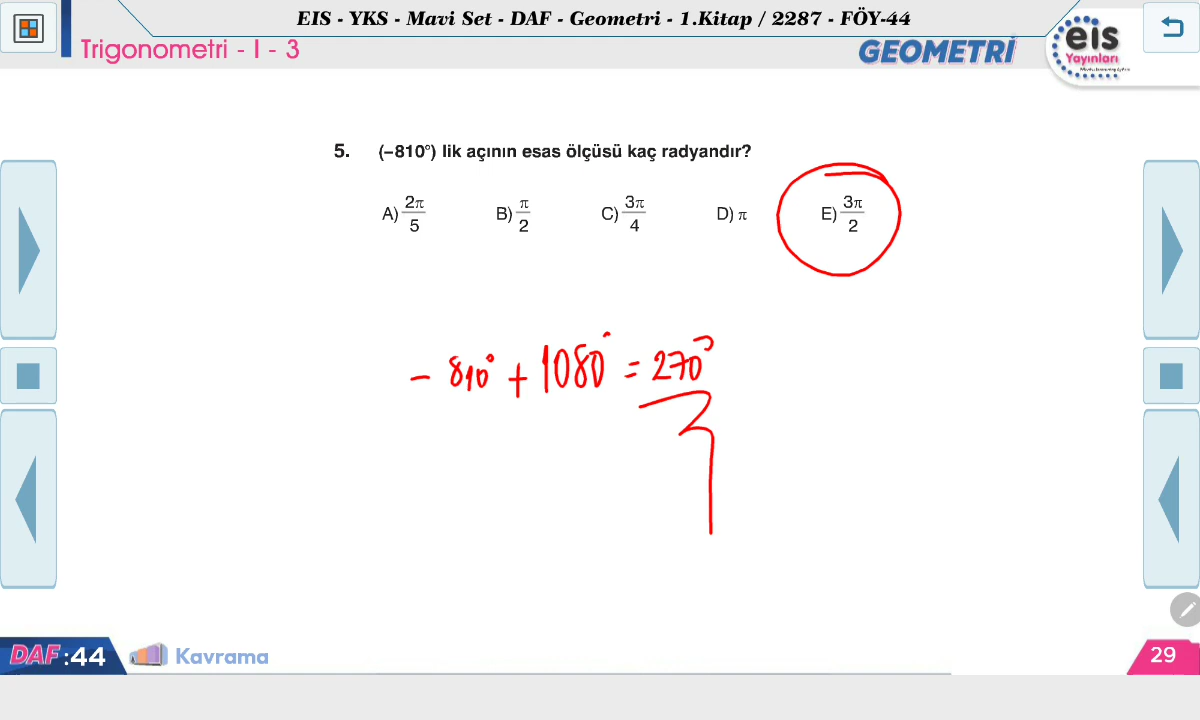 EIS - YKS - Mavi Set - DAF - Geometri - 1.Kitap / 2287 - FÖY-44
Trigonometri - I - 3
GEOMETRİ
eis
Yayınları
5. (−810°) lik açının esas ölçüsü kaç radyandır?
A) 2π/5 B) π/2 C) 3π/4 D) π E) 3π/2
- 810° + 1080° = 270°
DAF :44
Kavrama
29